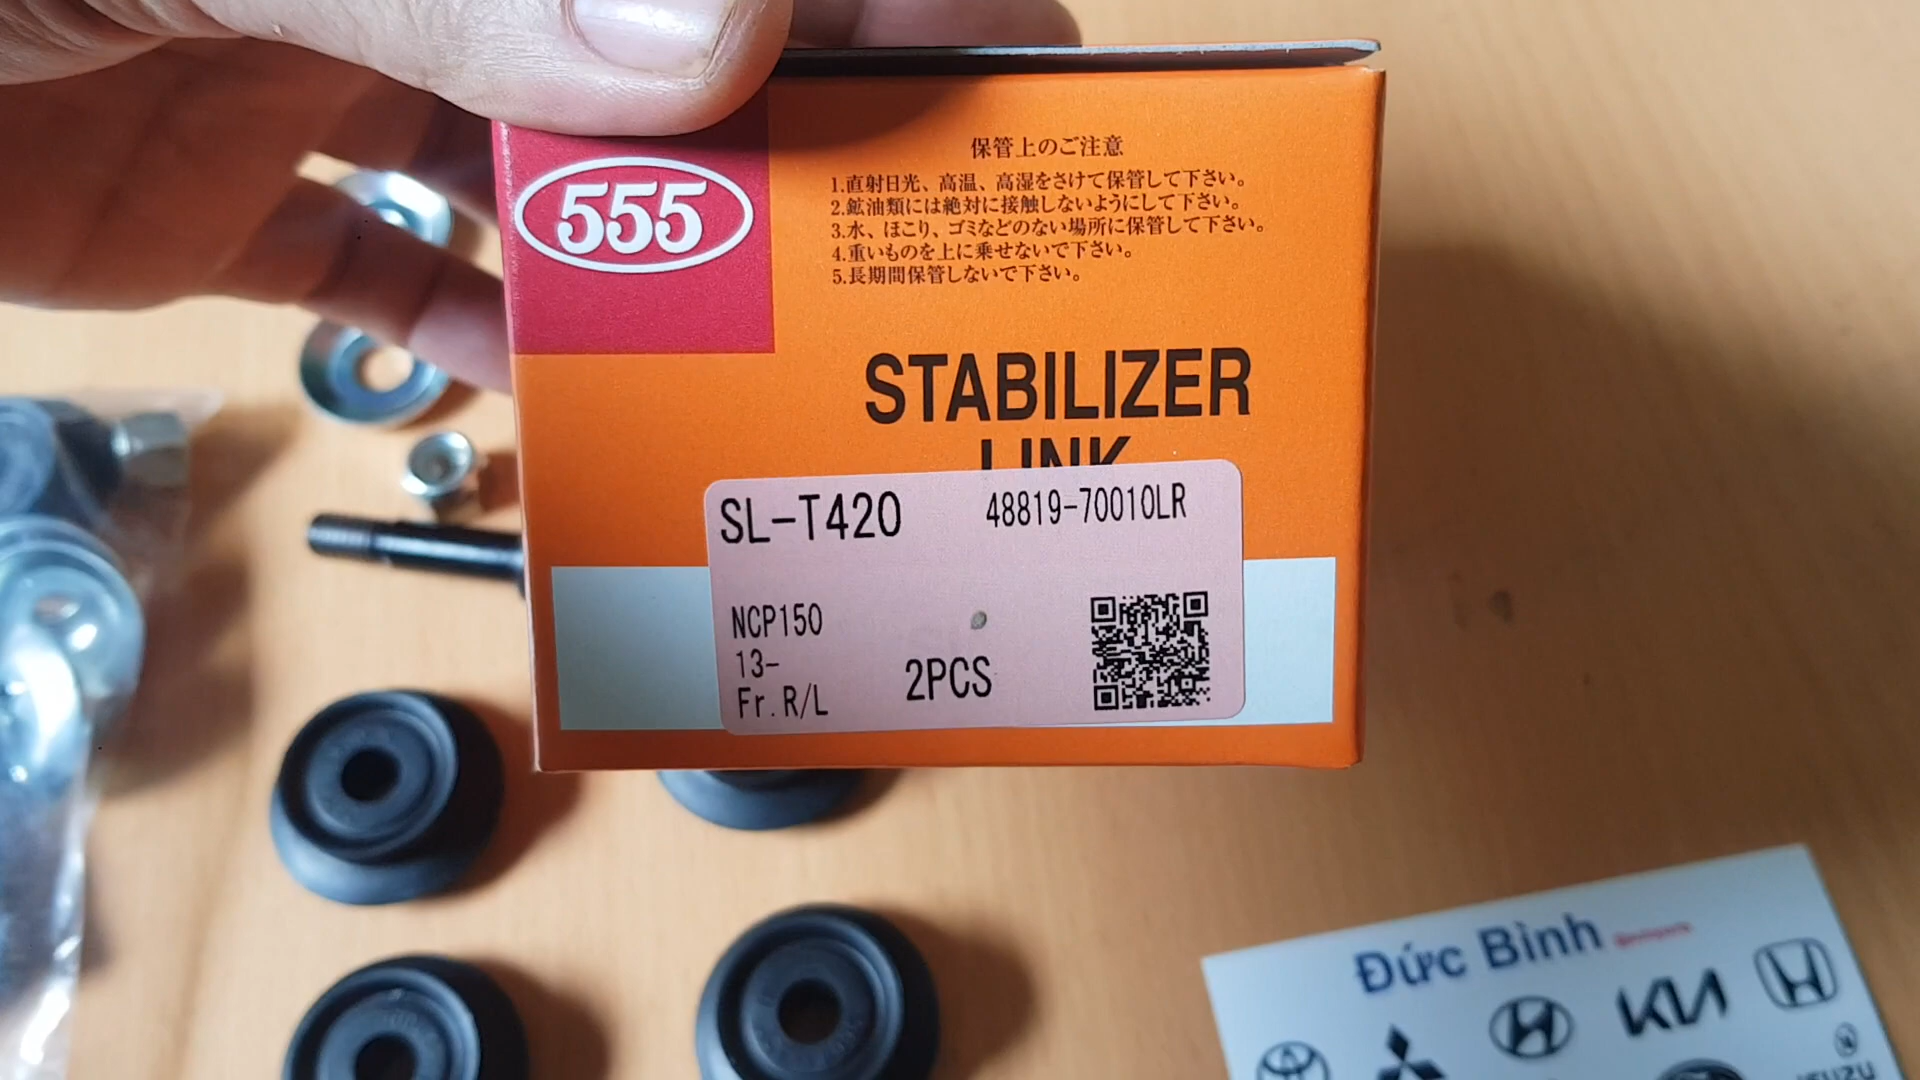 555
保管上のご注意
1.直射日光、高温、高湿をさけて保管して下さい。
2.鉱油類には絶対に接触しないようにして下さい。
3.水、ほこり、ゴミなどのない場所に保管して下さい。
4.重いものを上に乗せないで下さい。
5.長期間保管しないで下さい。
STABILIZER
LINK
SL-T420 48819-70010LR
NCP150
13-
Fr.R/L
2PCS
Đức Bình
KIA
ISUZU